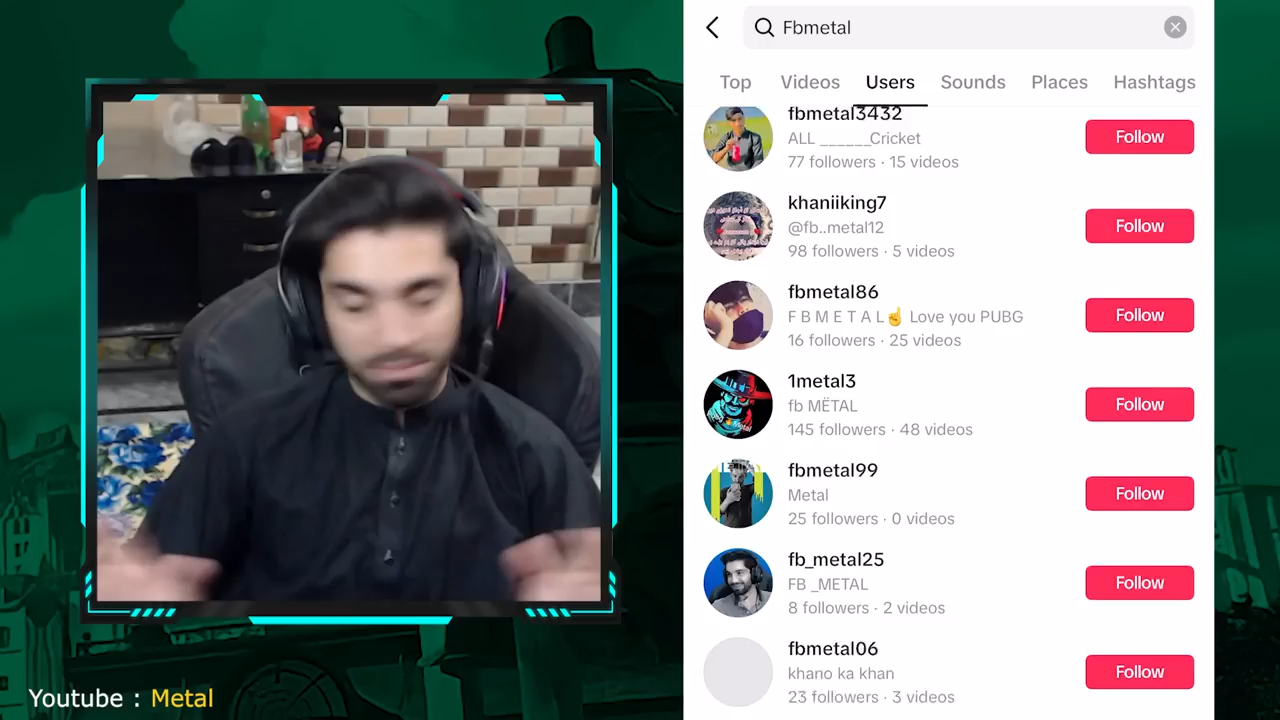 Fbmetal
Top Videos Users Sounds Places Hashtags
fbmetal3432
ALL ______Cricket
77 followers · 15 videos
Follow
khaniiking7
@fb..metal12
98 followers · 5 videos
Follow
fbmetal86
F B M E T A L☝️ Love you PUBG
16 followers · 25 videos
Follow
1metal3
fb MËTAL
145 followers · 48 videos
Follow
fbmetal99
Metal
25 followers · 0 videos
Follow
fb_metal25
FB _METAL
8 followers · 2 videos
Follow
fbmetal06
khano ka khan
23 followers · 3 videos
Follow
Youtube : Metal